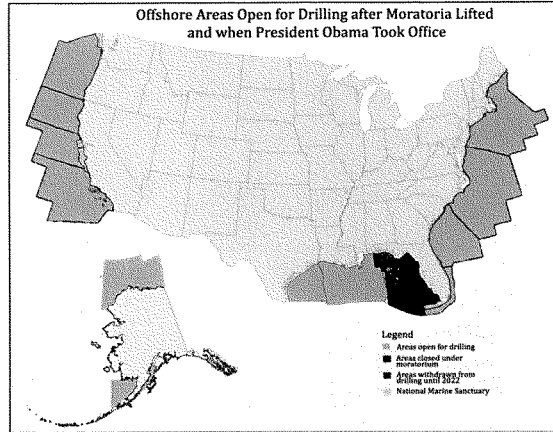 Offshore Areas Open for Drilling after Moratoria Lifted
and when President Obama Took Office
Legend
Areas open for drilling
Areas closed under
moratorium
Areas withdrawn from
drilling until 2022
National Marine Sanctuary